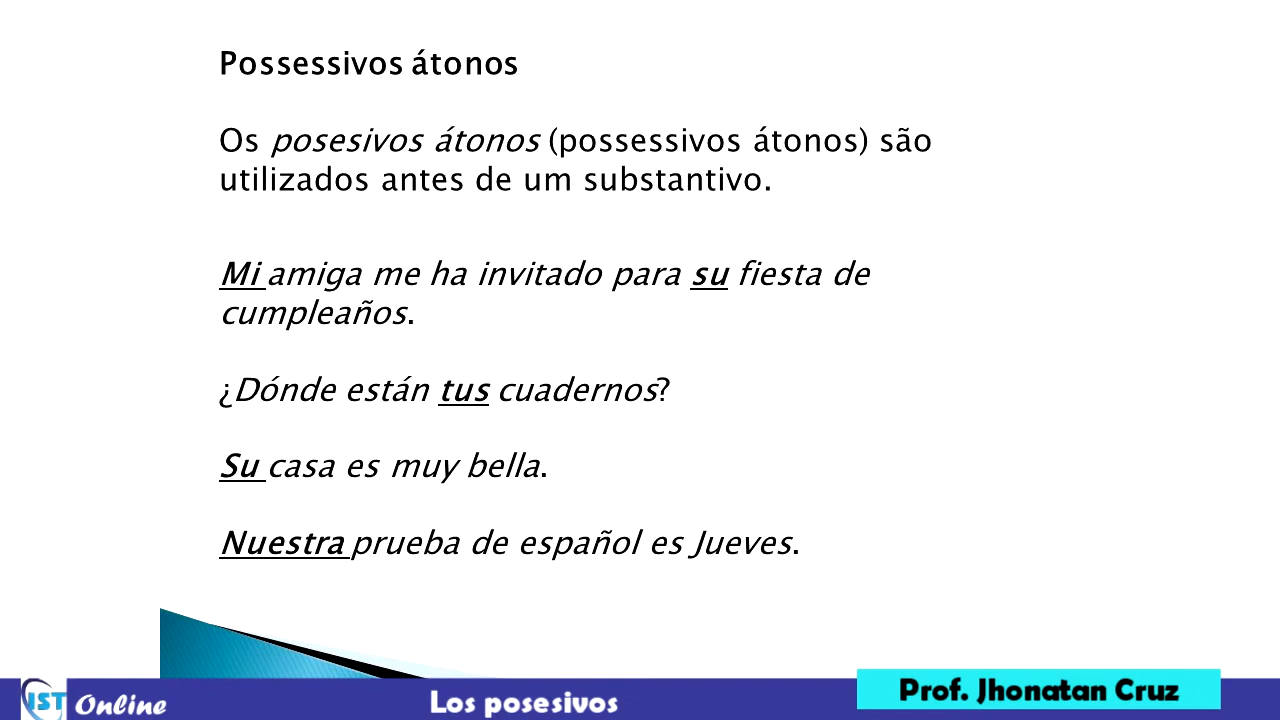 Possessivos átonos
Os posesivos átonos (possessivos átonos) são
utilizados antes de um substantivo.
Mi amiga me ha invitado para su fiesta de
cumpleaños.
¿Dónde están tus cuadernos?
Su casa es muy bella.
Nuestra prueba de español es Jueves.
IST Online
Los posesivos
Prof. Jhonatan Cruz